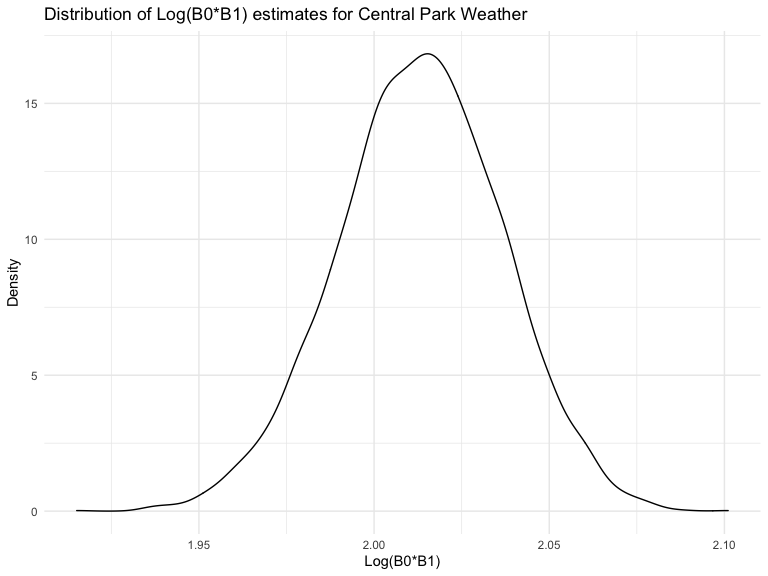 Distribution of Log(B0*B1) estimates for Central Park Weather
15
10
5
0
Density
1.95 2.00 2.05 2.10
Log(B0*B1)